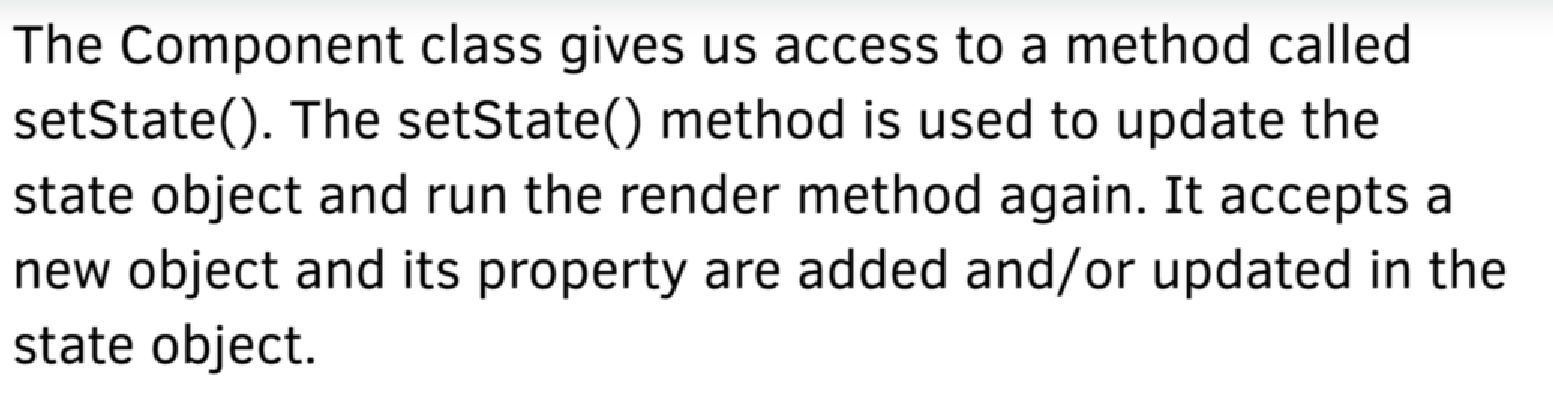 The Component class gives us access to a method called
setState(). The setState() method is used to update the
state object and run the render method again. It accepts a
new object and its property are added and/or updated in the
state object.